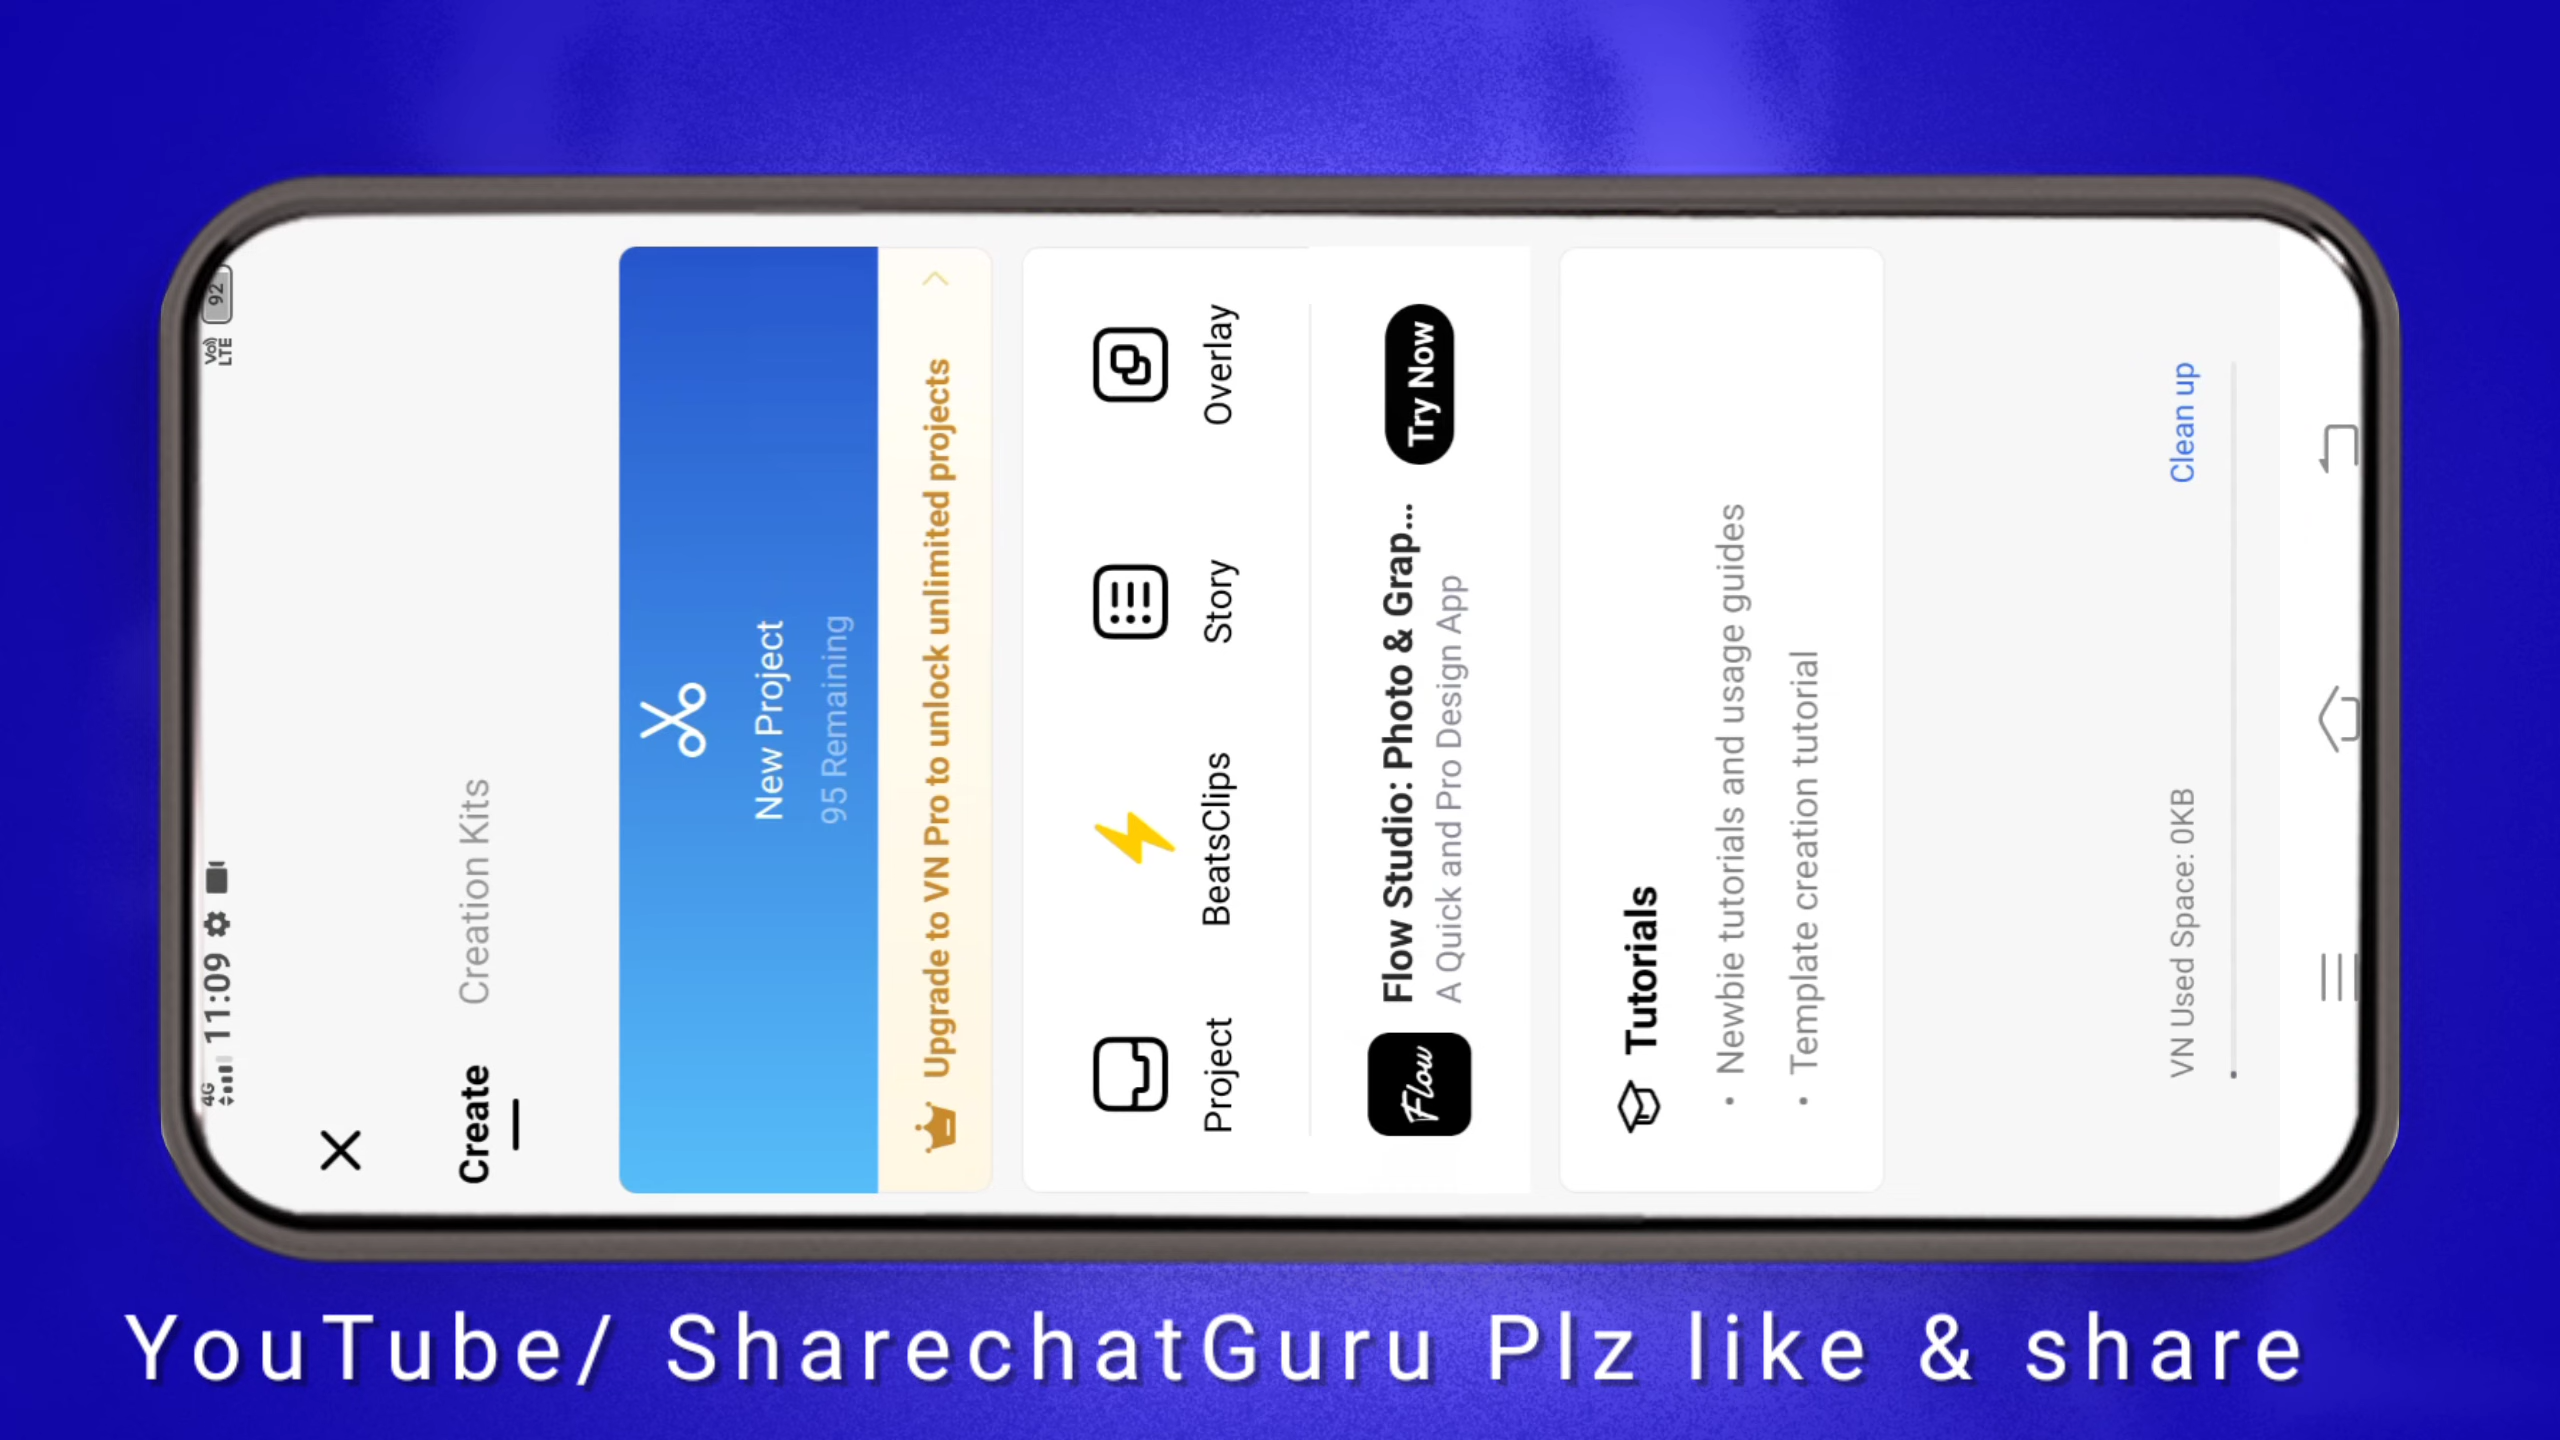 4G 11:09 Vo) LTE 92
Create Creation Kits
New Project
95 Remaining
Upgrade to VN Pro to unlock unlimited projects
Project BeatsClips Story Overlay
Flow Flow Studio: Photo & Grap... Try Now
A Quick and Pro Design App
Tutorials
• Newbie tutorials and usage guides
• Template creation tutorial
VN Used Space: 0KB Clean up
YouTube/ SharechatGuru Plz like & share